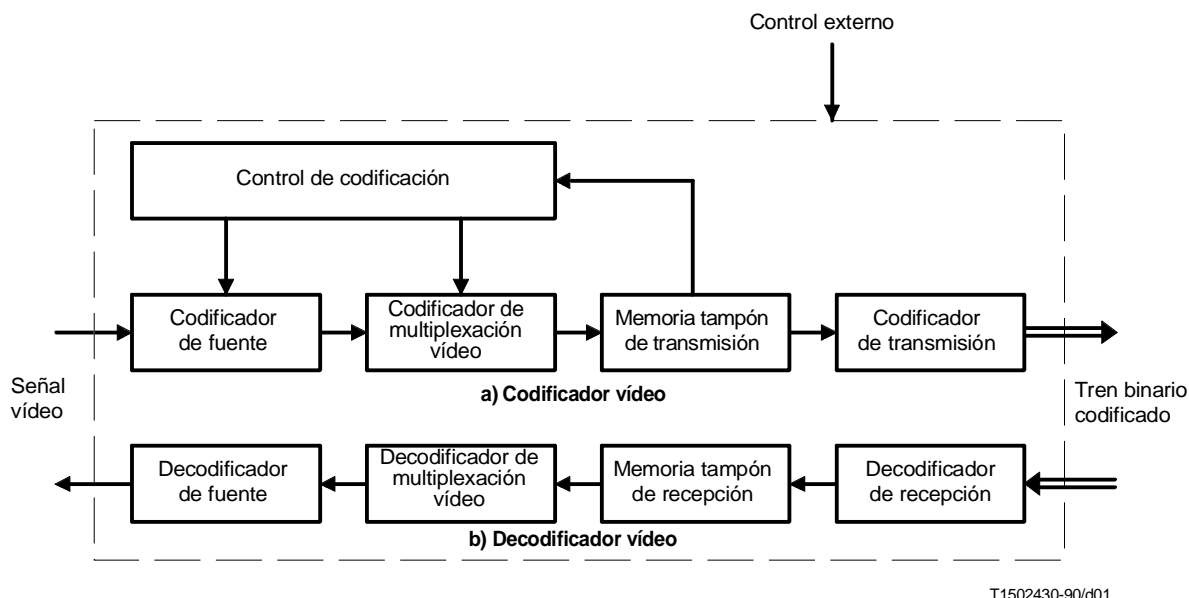 Control externo
Control de codificación
Codificador
de fuente
Codificador de
multiplexación
vídeo
Memoria tampón
de transmisión
Codificador
de transmisión
a) Codificador vídeo
Señal
vídeo
Tren binario
codificado
Decodificador
de fuente
Decodificador de
multiplexación
vídeo
Memoria tampón
de recepción
Decodificador
de recepción
b) Decodificador vídeo
T1502430-90/d01